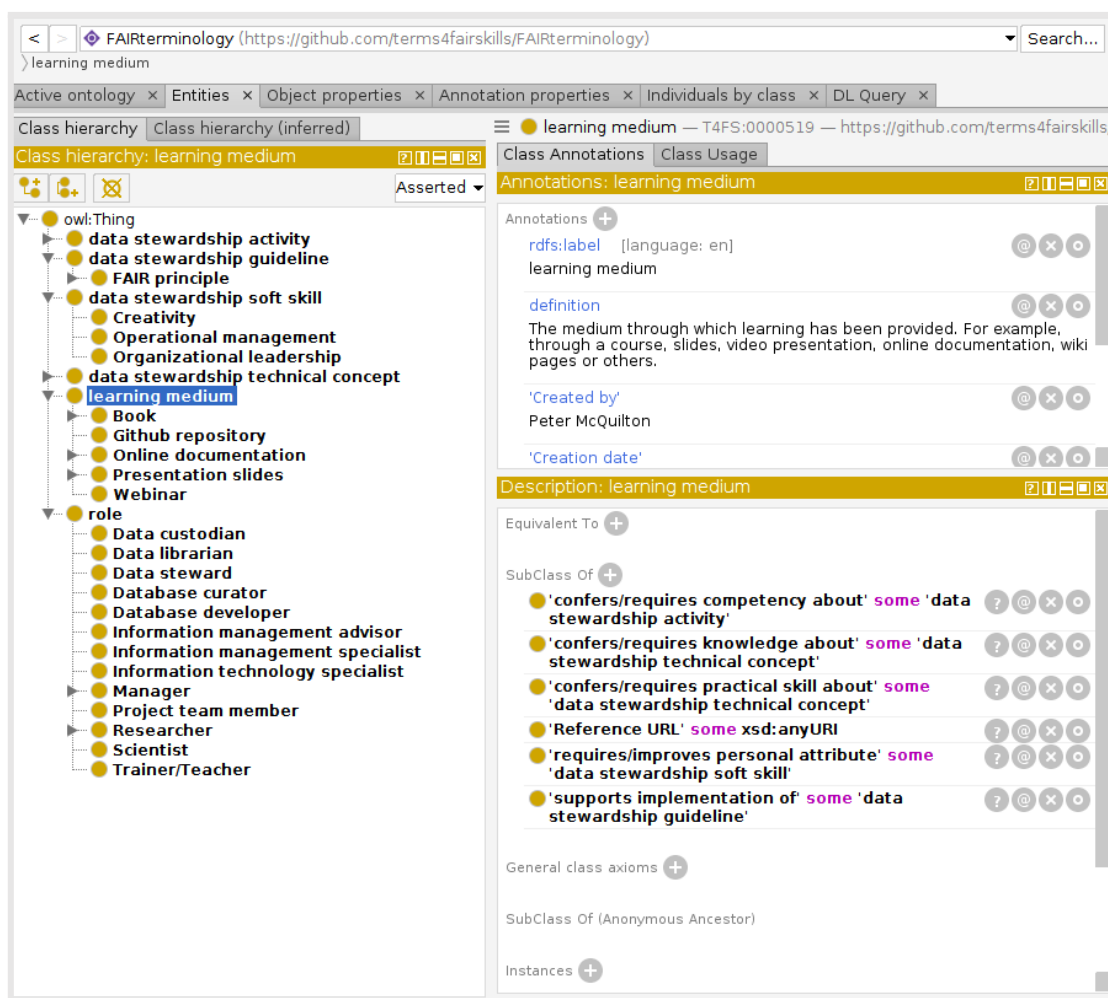 < > FAIRterminology (https://github.com/terms4fairskills/FAIRterminology) Search...
learning medium
Active ontology × Entities × Object properties × Annotation properties × Individuals by class × DL Query ×
Class hierarchy Class hierarchy (inferred)
Class hierarchy: learning medium
Asserted
owl:Thing
data stewardship activity
data stewardship guideline
FAIR principle
data stewardship soft skill
Creativity
Operational management
Organizational leadership
data stewardship technical concept
learning medium
Book
Github repository
Online documentation
Presentation slides
Webinar
role
Data custodian
Data librarian
Data steward
Database curator
Database developer
Information management advisor
Information management specialist
Information technology specialist
Manager
Project team member
Researcher
Scientist
Trainer/Teacher
learning medium — T4FS:0000519 — https://github.com/terms4fairskills
Class Annotations Class Usage
Annotations: learning medium
Annotations
rdfs:label [language: en]
learning medium
definition
The medium through which learning has been provided. For example,
through a course, slides, video presentation, online documentation, wiki
pages or others.
'Created by'
Peter McQuilton
'Creation date'
Description: learning medium
Equivalent To
SubClass Of
'confers/requires competency about' some 'data
stewardship activity'
'confers/requires knowledge about' some 'data
stewardship technical concept'
'confers/requires practical skill about' some
'data stewardship technical concept'
'Reference URL' some xsd:anyURI
'requires/improves personal attribute' some
'data stewardship soft skill'
'supports implementation of' some 'data
stewardship guideline'
General class axioms
SubClass Of (Anonymous Ancestor)
Instances